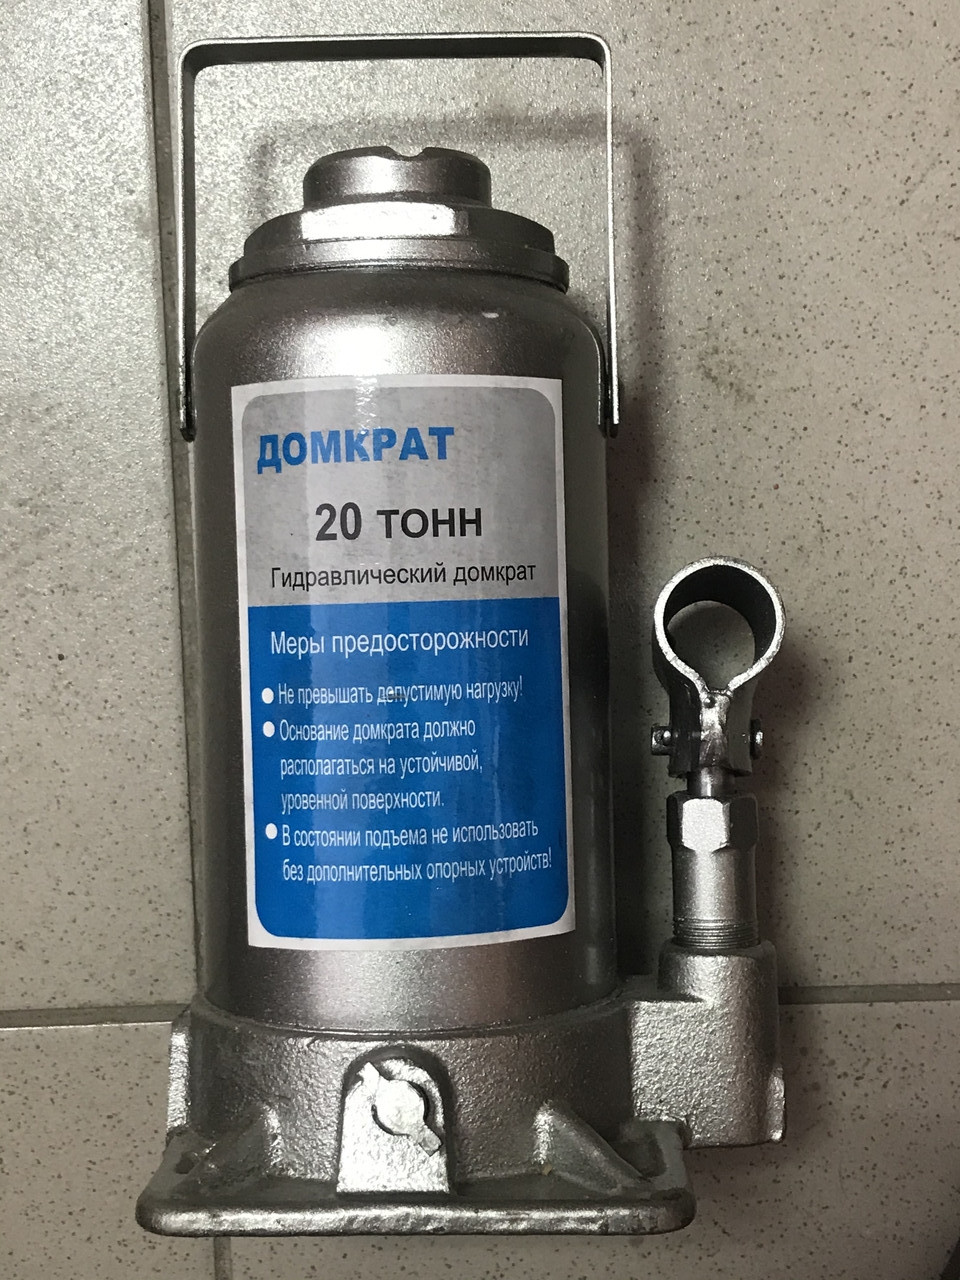 ДОМКРАТ
20 ТОНН
Гидравлический домкрат
Меры предосторожности
● Не превышать депустимую нагрузку!
● Основание домкрата должно
располагаться на устойчивой,
уровенной поверхности.
● В состоянии подъема не использовать
без дополнительных опорных устройств!